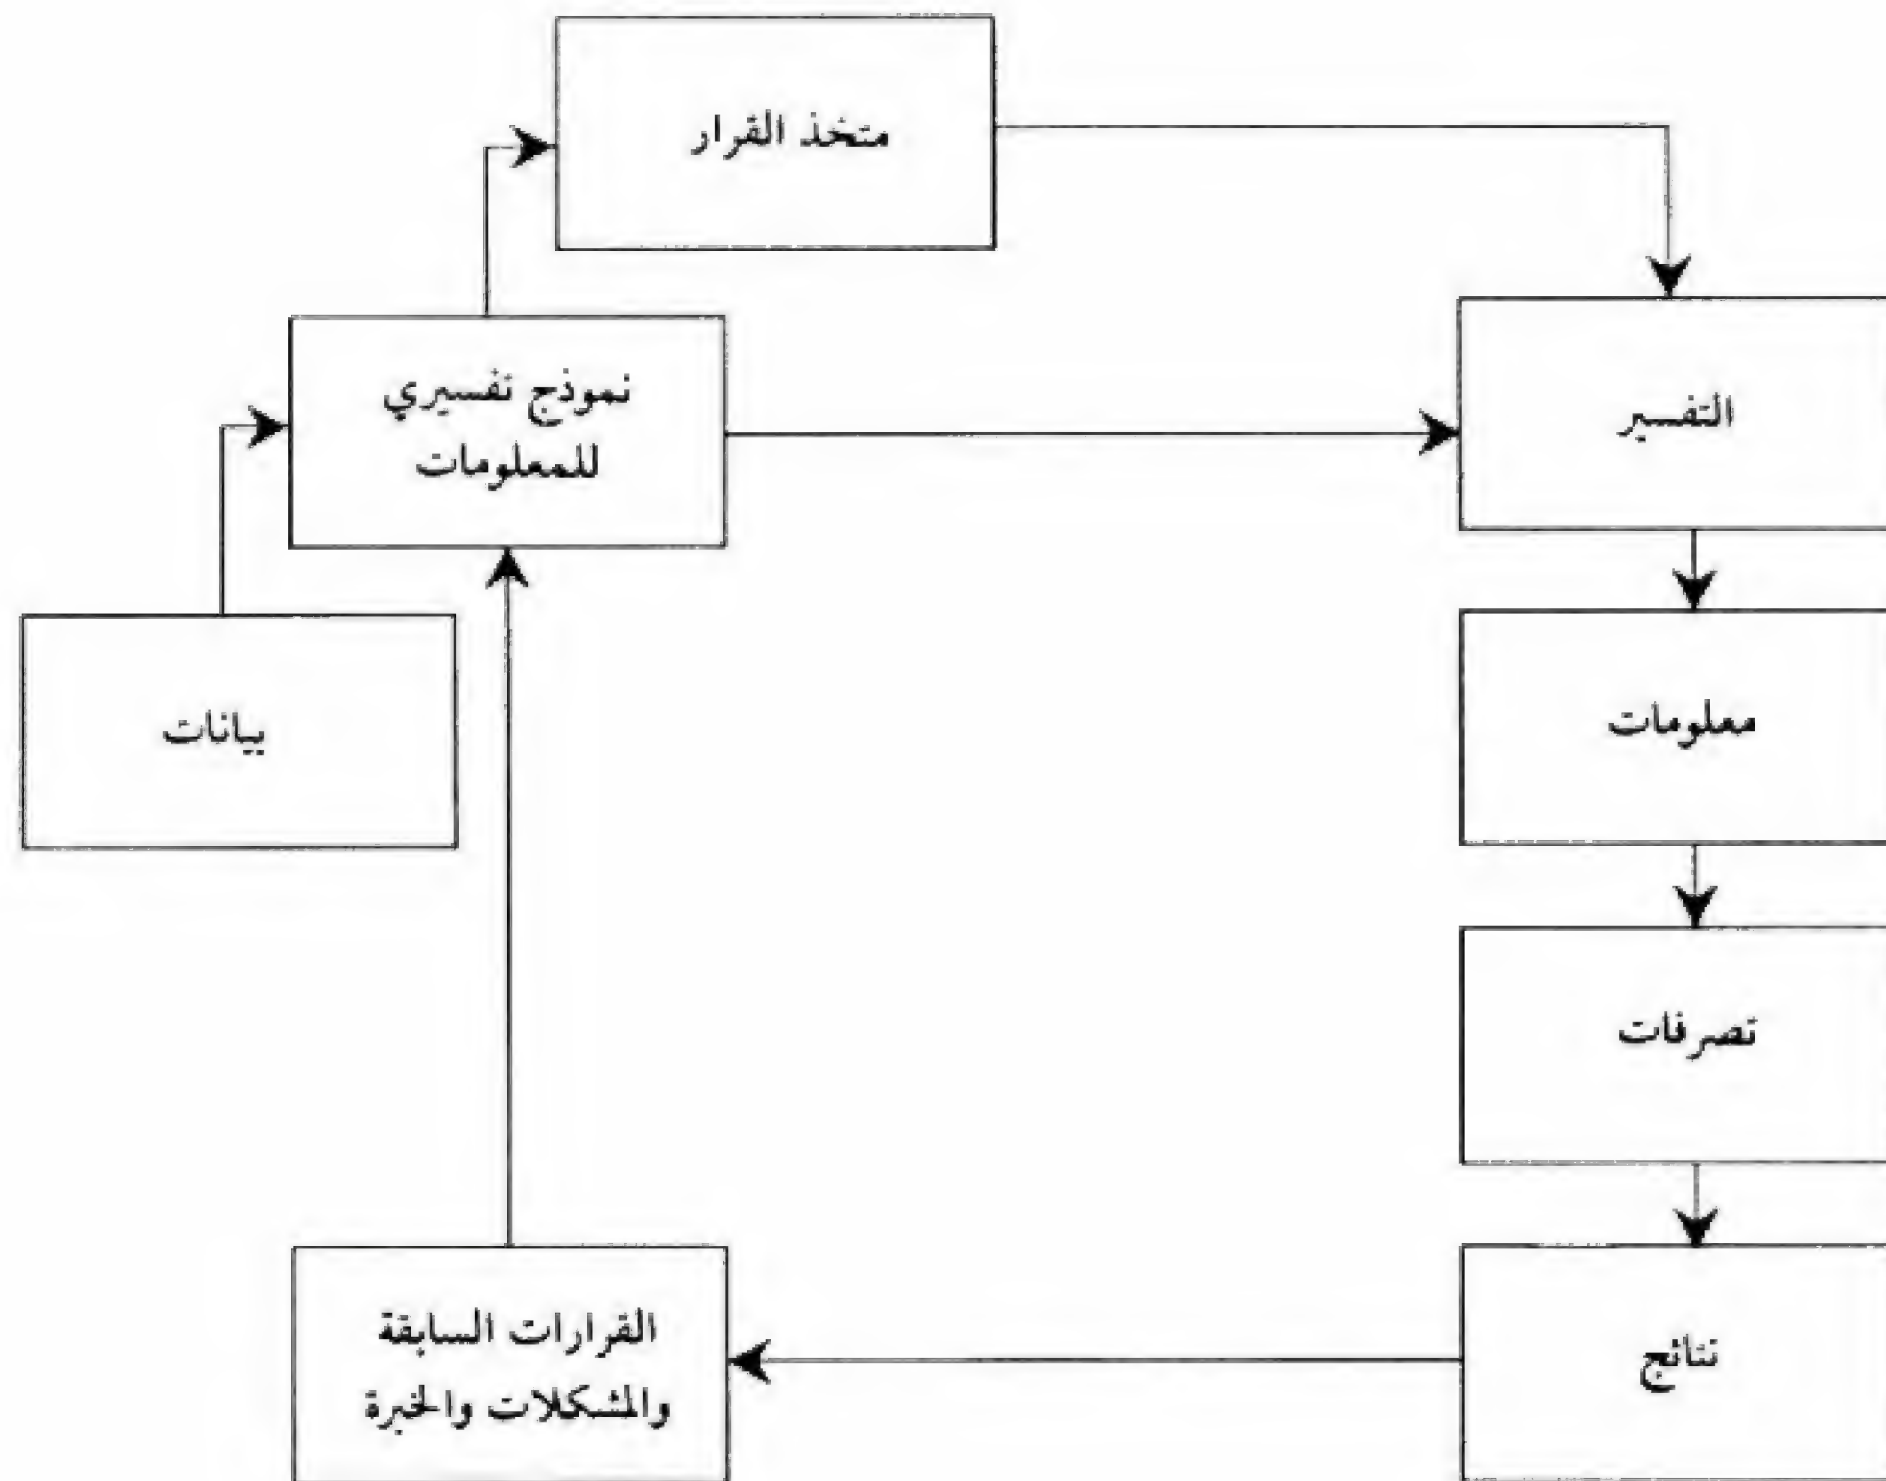 متخذ القرار
نموذج تفسيري
للمعلومات
التفسير
بيانات
معلومات
تصرفات
القرارات السابقة
والمشكلات والخبرة
نتائج